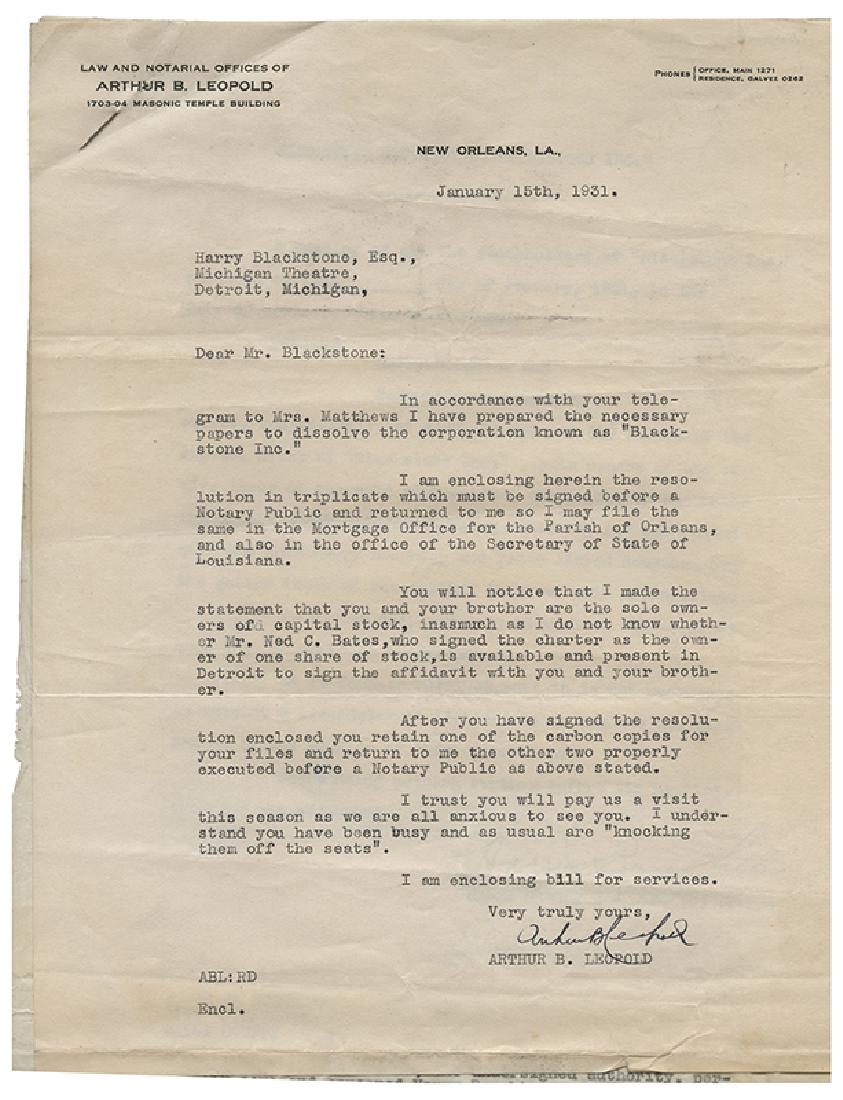 LAW AND NOTARIAL OFFICES OF
ARTHUR B. LEOPOLD
1703-04 MASONIC TEMPLE BUILDING
PHONES
OFFICE, MAIN 1271
RESIDENCE, GALVEZ 0262
NEW ORLEANS, LA.,
January 15th, 1931.
Harry Blackstone, Esq.,
Michigan Theatre,
Detroit, Michigan,
Dear Mr. Blackstone:
In accordance with your tele-
gram to Mrs. Matthews I have prepared the necessary
papers to dissolve the corporation known as "Black-
stone Inc."
I am enclosing herein the reso-
lution in triplicate which must be signed before a
Notary Public and returned to me so I may file the
same in the Mortgage Office for the Parish of Orleans,
and also in the office of the Secretary of State of
Louisiana.
You will notice that I made the
statement that you and your brother are the sole own-
ers ofd capital stock, inasmuch as I do not know wheth-
er Mr. Ned C. Bates,who signed the charter as the own-
er of one share of stock,is available and present in
Detroit to sign the affidavit with you and your broth-
er.
After you have signed the resolu-
tion enclosed you retain one of the carbon copies for
your files and return to me the other two properly
executed before a Notary Public as above stated.
I trust you will pay us a visit
this season as we are all anxious to see you. I under-
stand you have been busy and as usual are "knocking
them off the seats".
I am enclosing bill for services.
Very truly yours,
Arthur B Leopold
ARTHUR B. LEOPOLD
ABL:RD
Encl.
undersigned authority, per-